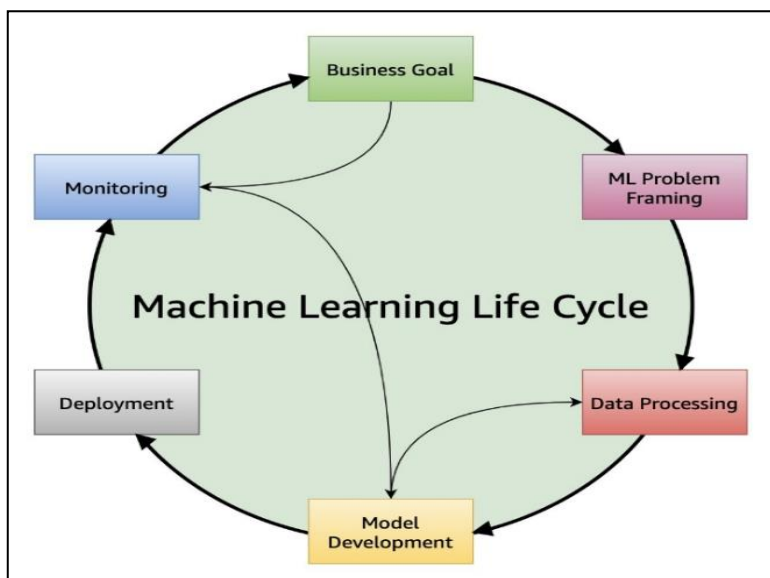 Business Goal
Monitoring
ML Problem
Framing
Machine Learning Life Cycle
Deployment
Data Processing
Model
Development